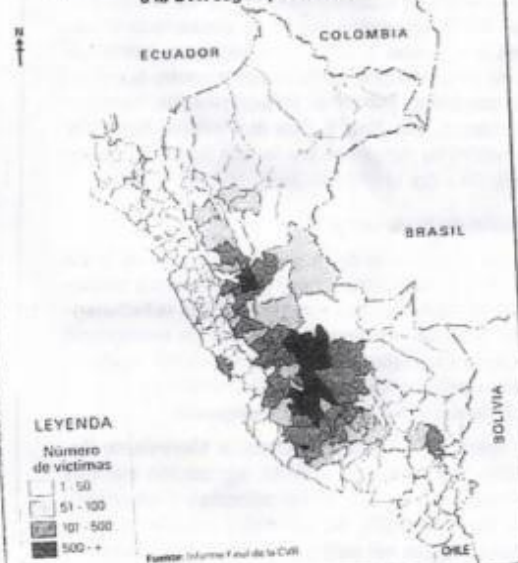 N
ECUADOR
COLOMBIA
BRASIL
BOLIVIA
CHILE
LEYENDA
Número
de víctimas
1 - 50
51 - 100
101 - 500
500 - +
Fuente: Informe Final de la CVR